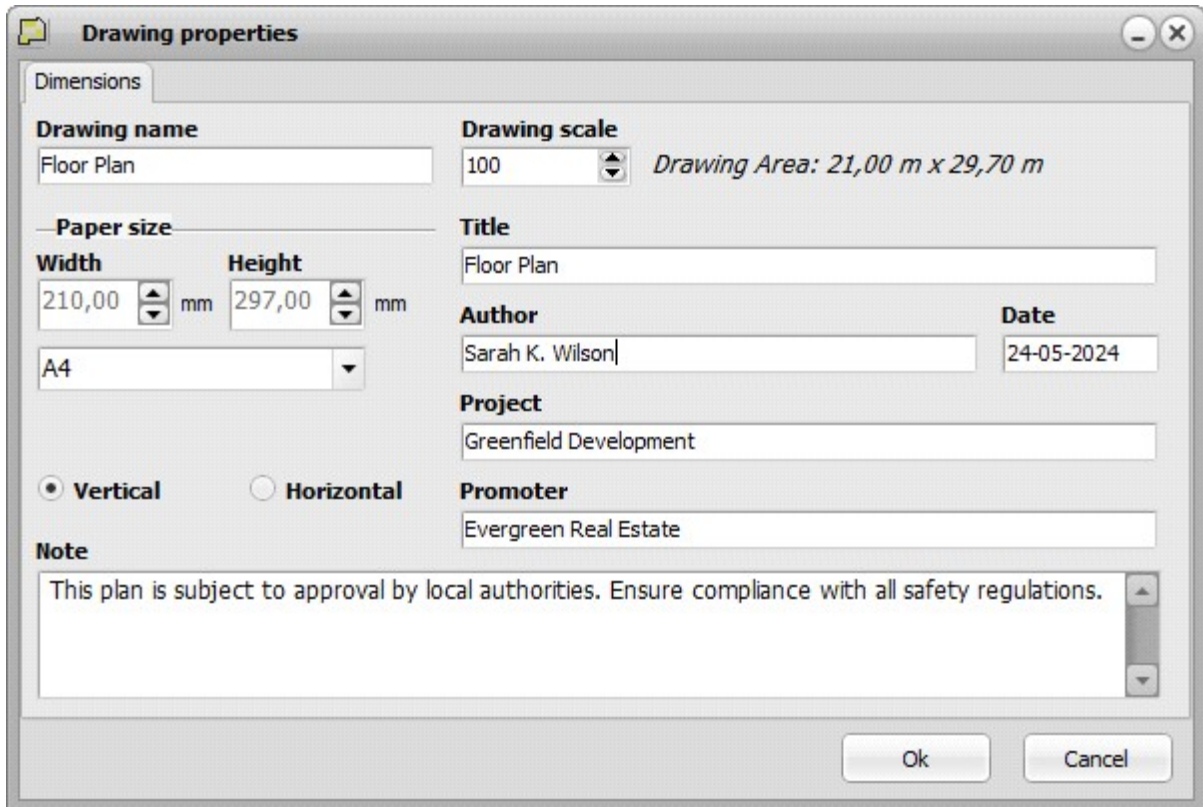 Drawing properties
Dimensions
Drawing name
Drawing scale
Floor Plan
100
Drawing Area: 21,00 m x 29,70 m
Paper size
Width
Height
210,00 mm
297,00 mm
A4
Vertical
Horizontal
Title
Floor Plan
Author
Date
Sarah K. Wilson
24-05-2024
Project
Greenfield Development
Promoter
Evergreen Real Estate
Note
This plan is subject to approval by local authorities. Ensure compliance with all safety regulations.
Ok
Cancel